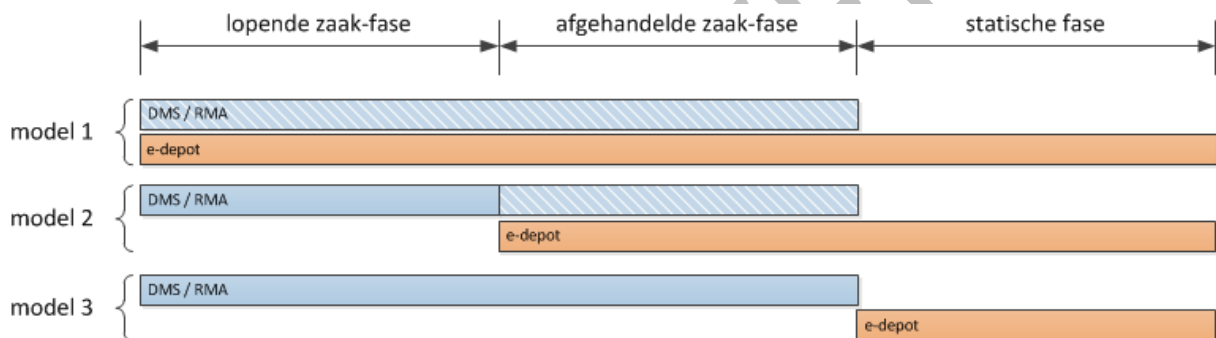 lopende zaak-fase
afgehandelde zaak-fase
statische fase
model 1
DMS / RMA
e-depot
model 2
DMS / RMA
e-depot
model 3
DMS / RMA
e-depot